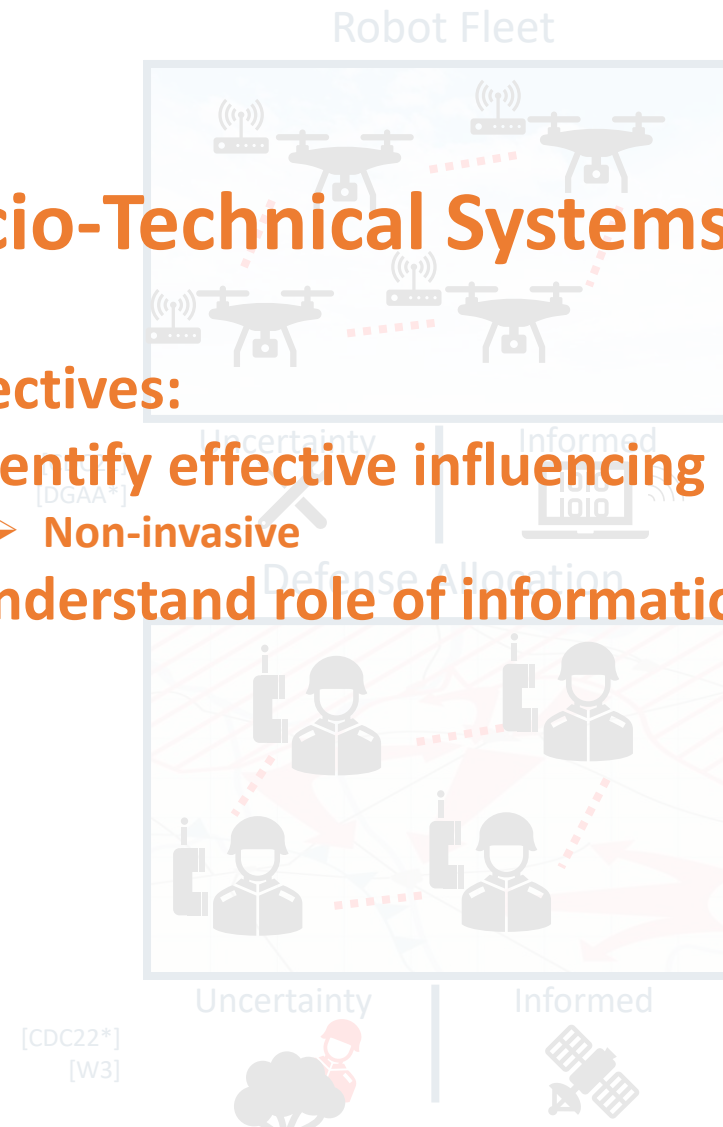 Robot Fleet
cio-Technical Systems
ectives:
Uncertainty Informed
entify effective influencing
[DGAA*]
Non-invasive
Defense Allocation
nderstand role of informatio
Uncertainty Informed
[CDC22*]
[W3]